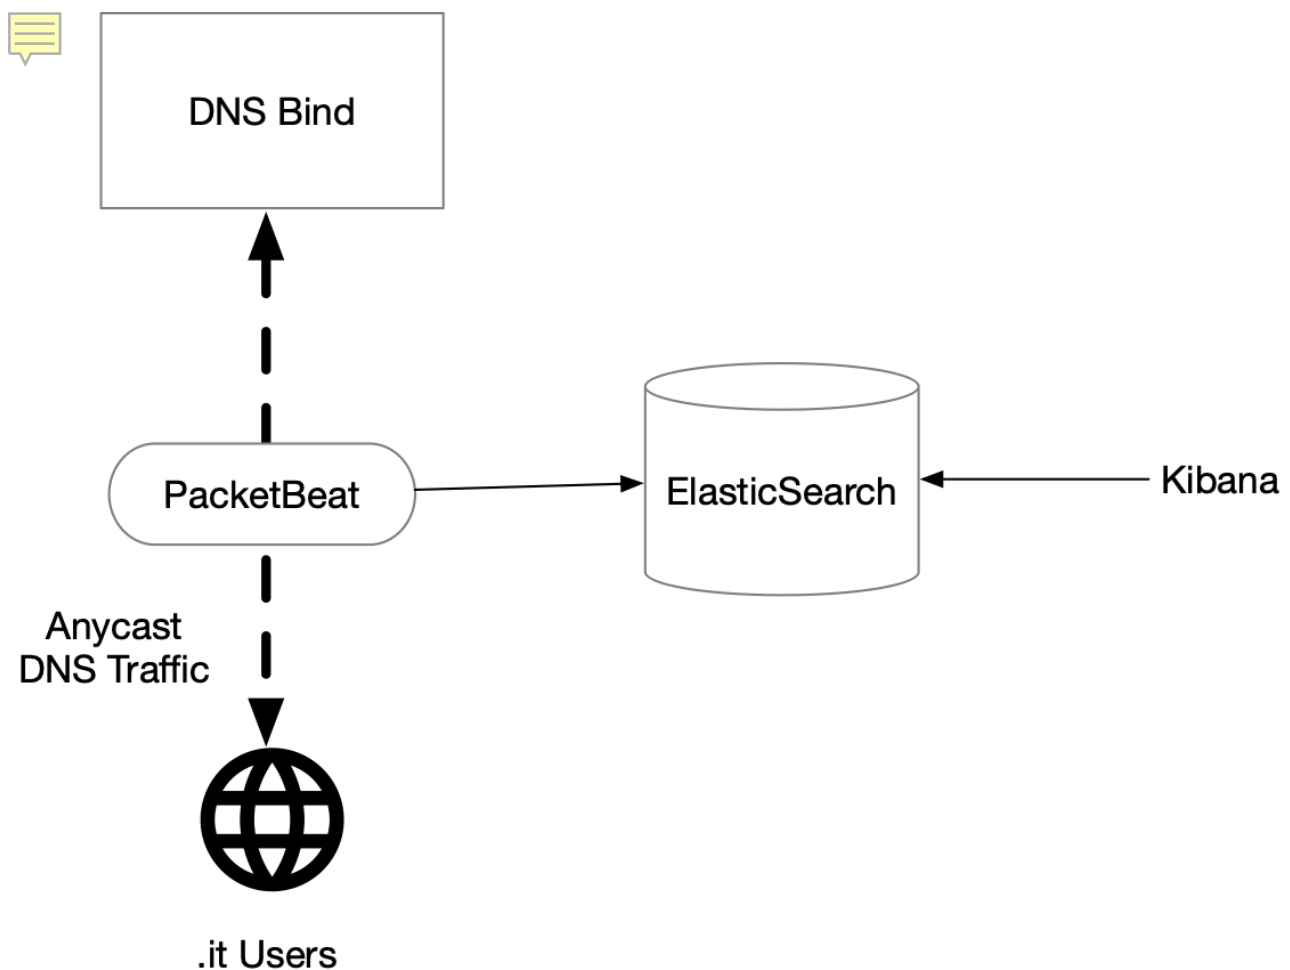 DNS Bind
PacketBeat
ElasticSearch
Kibana
Anycast
DNS Traffic
.it Users